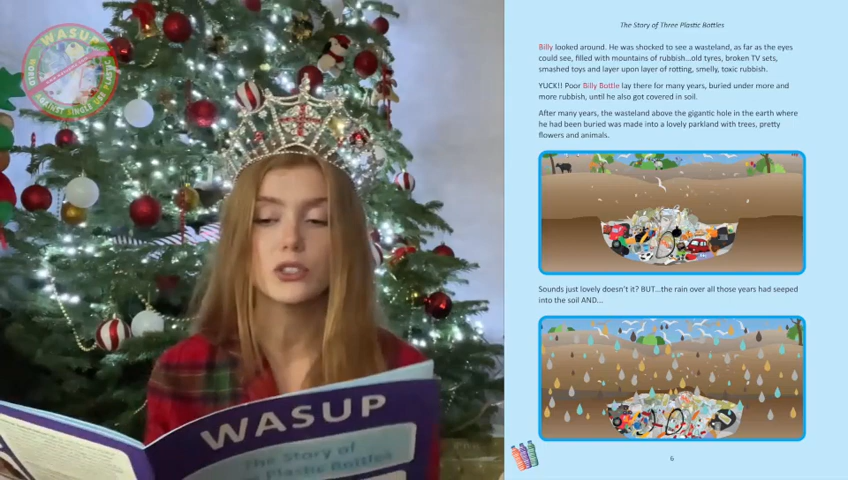 WASUP
WORLD AGAINST SINGLE USE PLASTIC
WASUP
The Story of
Plastic Bottles
The Story of Three Plastic Bottles
Billy looked around. He was shocked to see a wasteland, as far as the eyes
could see, filled with mountains of rubbish...old tyres, broken TV sets,
smashed toys and layer upon layer of rotting, smelly, toxic rubbish.
YUCK!! Poor Billy Bottle lay there for many years, buried under more and
more rubbish, until he also got covered in soil.
After many years, the wasteland above the gigantic hole in the earth where
he had been buried was made into a lovely parkland with trees, pretty
flowers and animals.
Sounds just lovely doesn't it? BUT...the rain over all those years had seeped
into the soil AND...
6